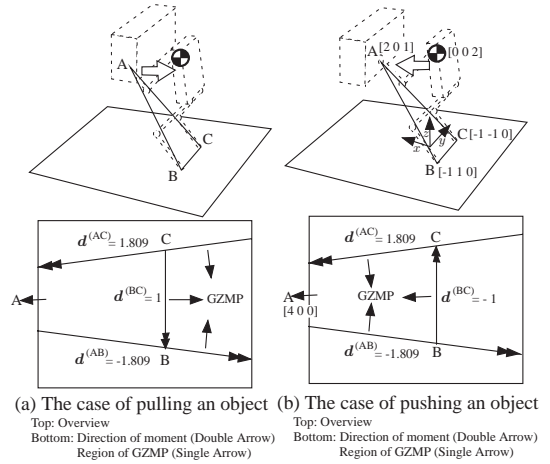 A
C
B
A [2 0 1]
[0 0 2]
z
x
y
C [-1 -1 0]
B [-1 1 0]
d(AC) = 1.809
C
A
d(BC) = 1
GZMP
d(AB) = -1.809
B
d(AC) = 1.809
C
A
[4 0 0]
GZMP
d(BC) = - 1
d(AB) = -1.809
B
(a) The case of pulling an object
Top: Overview
Bottom: Direction of moment (Double Arrow)
Region of GZMP (Single Arrow)
(b) The case of pushing an object
Top: Overview
Bottom: Direction of moment (Double Arrow)
Region of GZMP (Single Arrow)